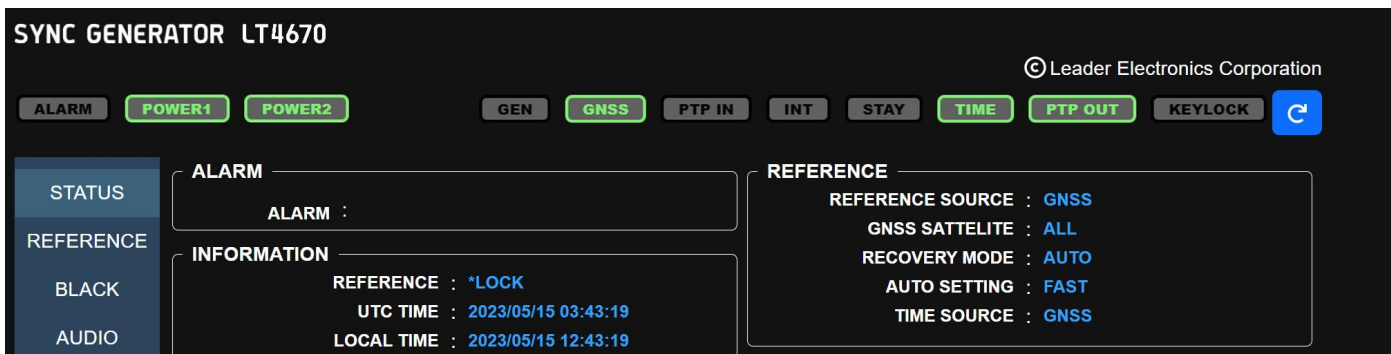 SYNC GENERATOR LT4670
© Leader Electronics Corporation
ALARM POWER1 POWER2 GEN GNSS PTP IN INT STAY TIME PTP OUT KEYLOCK
STATUS
REFERENCE
BLACK
AUDIO
ALARM
ALARM :
INFORMATION
REFERENCE : *LOCK
UTC TIME : 2023/05/15 03:43:19
LOCAL TIME : 2023/05/15 12:43:19
REFERENCE
REFERENCE SOURCE : GNSS
GNSS SATTELITE : ALL
RECOVERY MODE : AUTO
AUTO SETTING : FAST
TIME SOURCE : GNSS